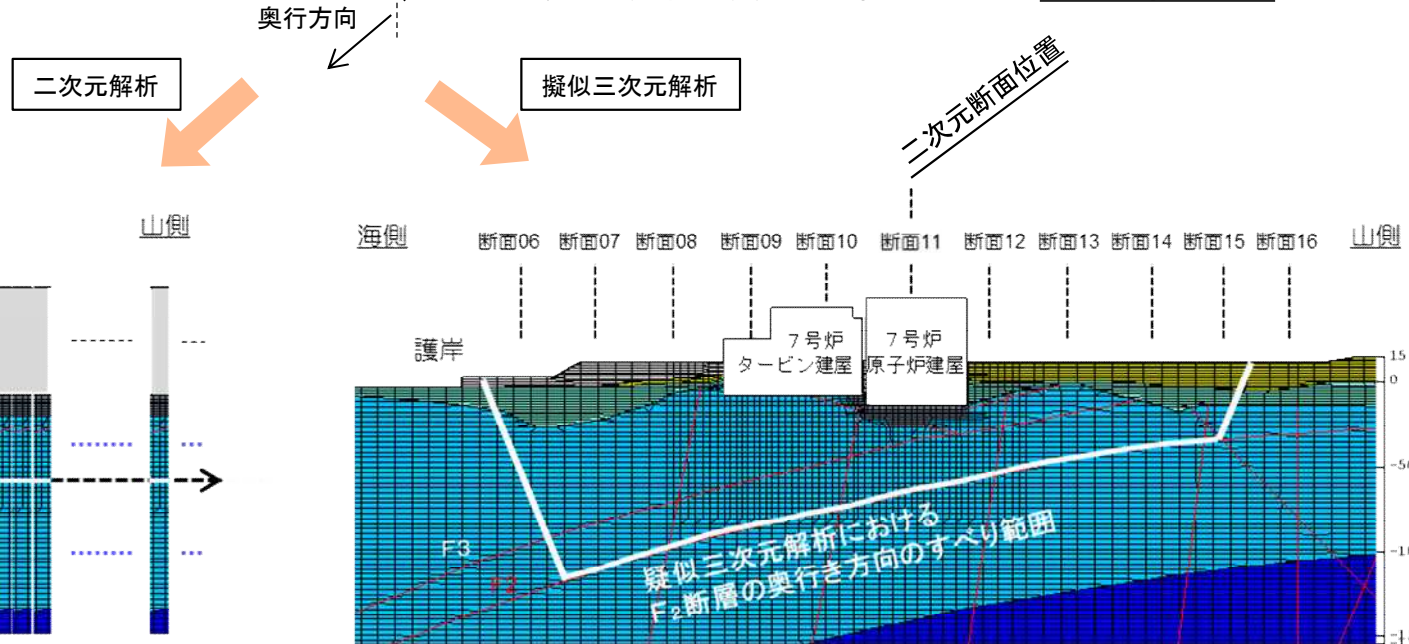 奥行方向
二次元解析
擬似三次元解析
二次元断面位置
山側
海側
断面06
断面07
断面08
断面09
断面10
断面11
断面12
断面13
断面14
断面15
断面16
山側
護岸
7号炉
タービン建屋
7号炉
原子炉建屋
15
0
-50
F3
F2
疑似三次元解析における
F2断層の奥行き方向のすべり範囲